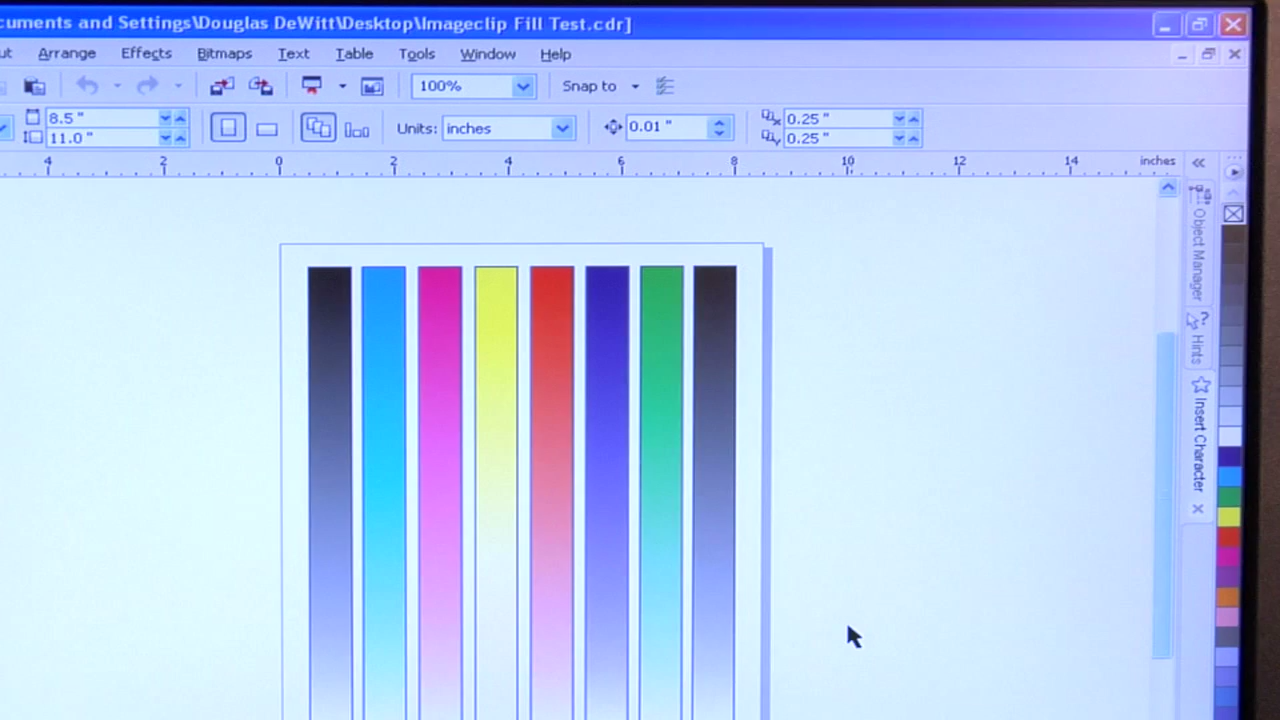 cuments and Settings\Douglas DeWitt\Desktop\Imageclip Fill Test.cdr]
ut Arrange Effects Bitmaps Text Table Tools Window Help
100% Snap to
8.5 "
11.0 "
Units: inches
0.01 "
0.25 "
0.25 "
4 2 0 2 4 6 8 10 12 14 inches
Object Manager
Hints
Insert Character